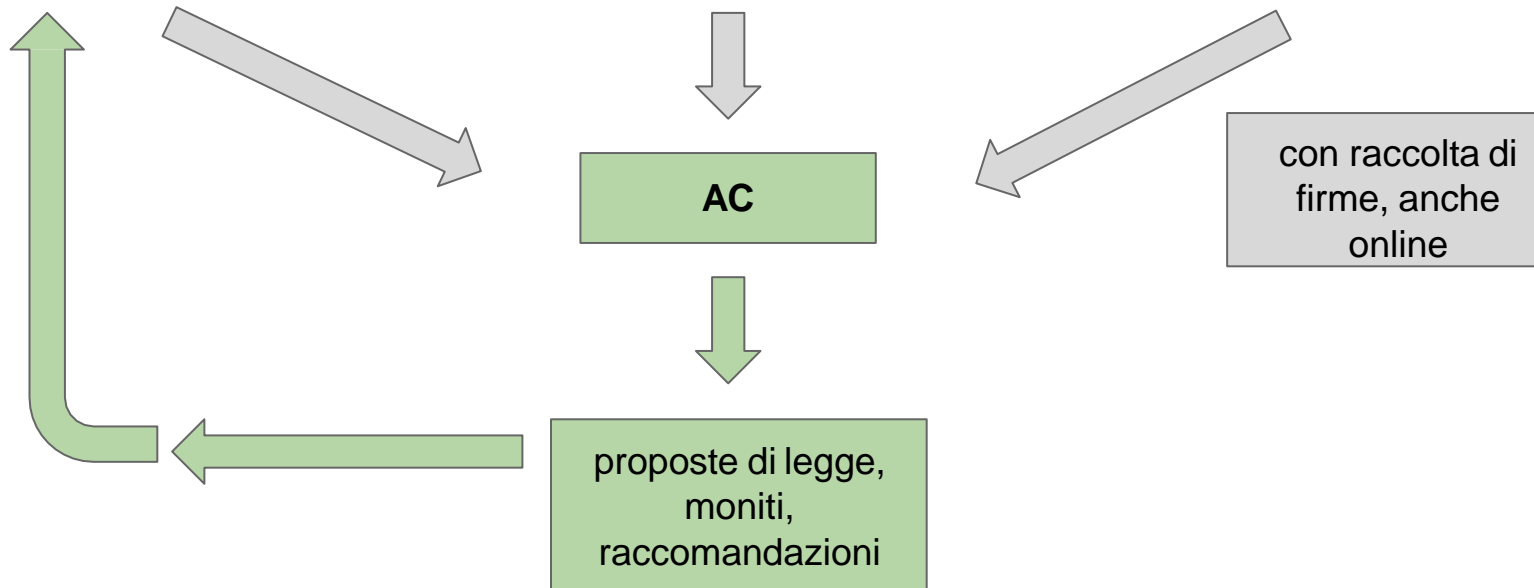 con raccolta di
firme, anche
online
AC
proposte di legge,
moniti,
raccomandazioni